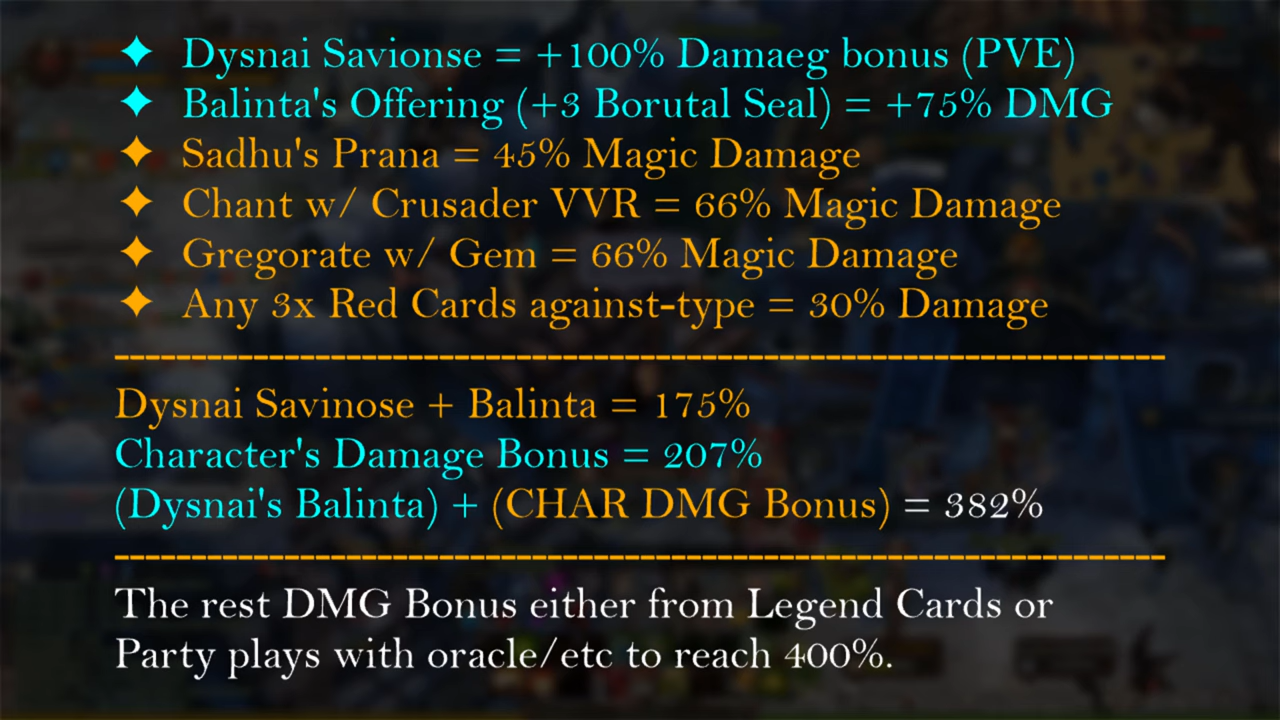 ✦ Dysnai Savionse = +100% Damaeg bonus (PVE)
✦ Balinta's Offering (+3 Borutal Seal) = +75% DMG
✦ Sadhu's Prana = 45% Magic Damage
✦ Chant w/ Crusader VVR = 66% Magic Damage
✦ Gregorate w/ Gem = 66% Magic Damage
✦ Any 3x Red Cards against-type = 30% Damage
Dysnai Savinose + Balinta = 175%
Character's Damage Bonus = 207%
(Dysnai's Balinta) + (CHAR DMG Bonus) = 382%
The rest DMG Bonus either from Legend Cards or
Party plays with oracle/etc to reach 400%.